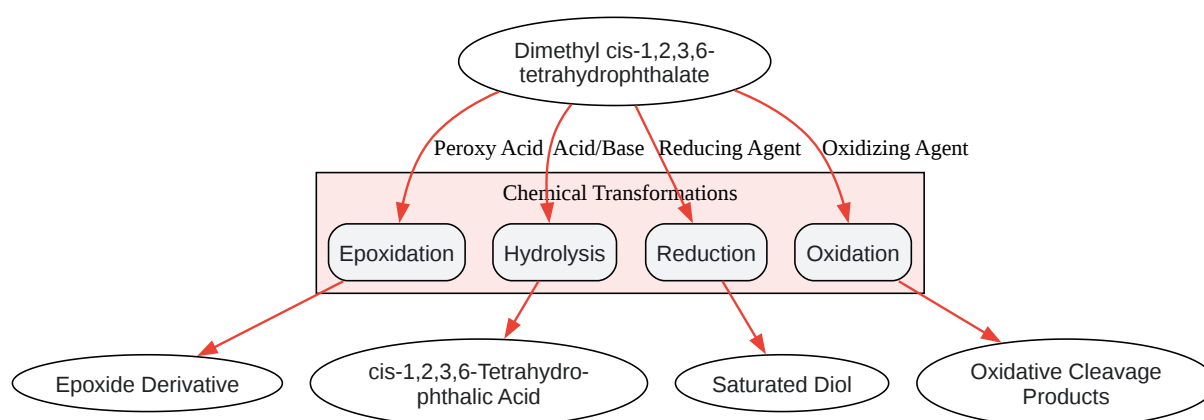 Dimethyl cis-1,2,3,6-
tetrahydrophthalate
Peroxy Acid
Acid/Base
Reducing Agent
Oxidizing Agent
Chemical Transformations
Epoxidation
Hydrolysis
Reduction
Oxidation
Epoxide Derivative
cis-1,2,3,6-Tetrahydro-
phthalic Acid
Saturated Diol
Oxidative Cleavage
Products